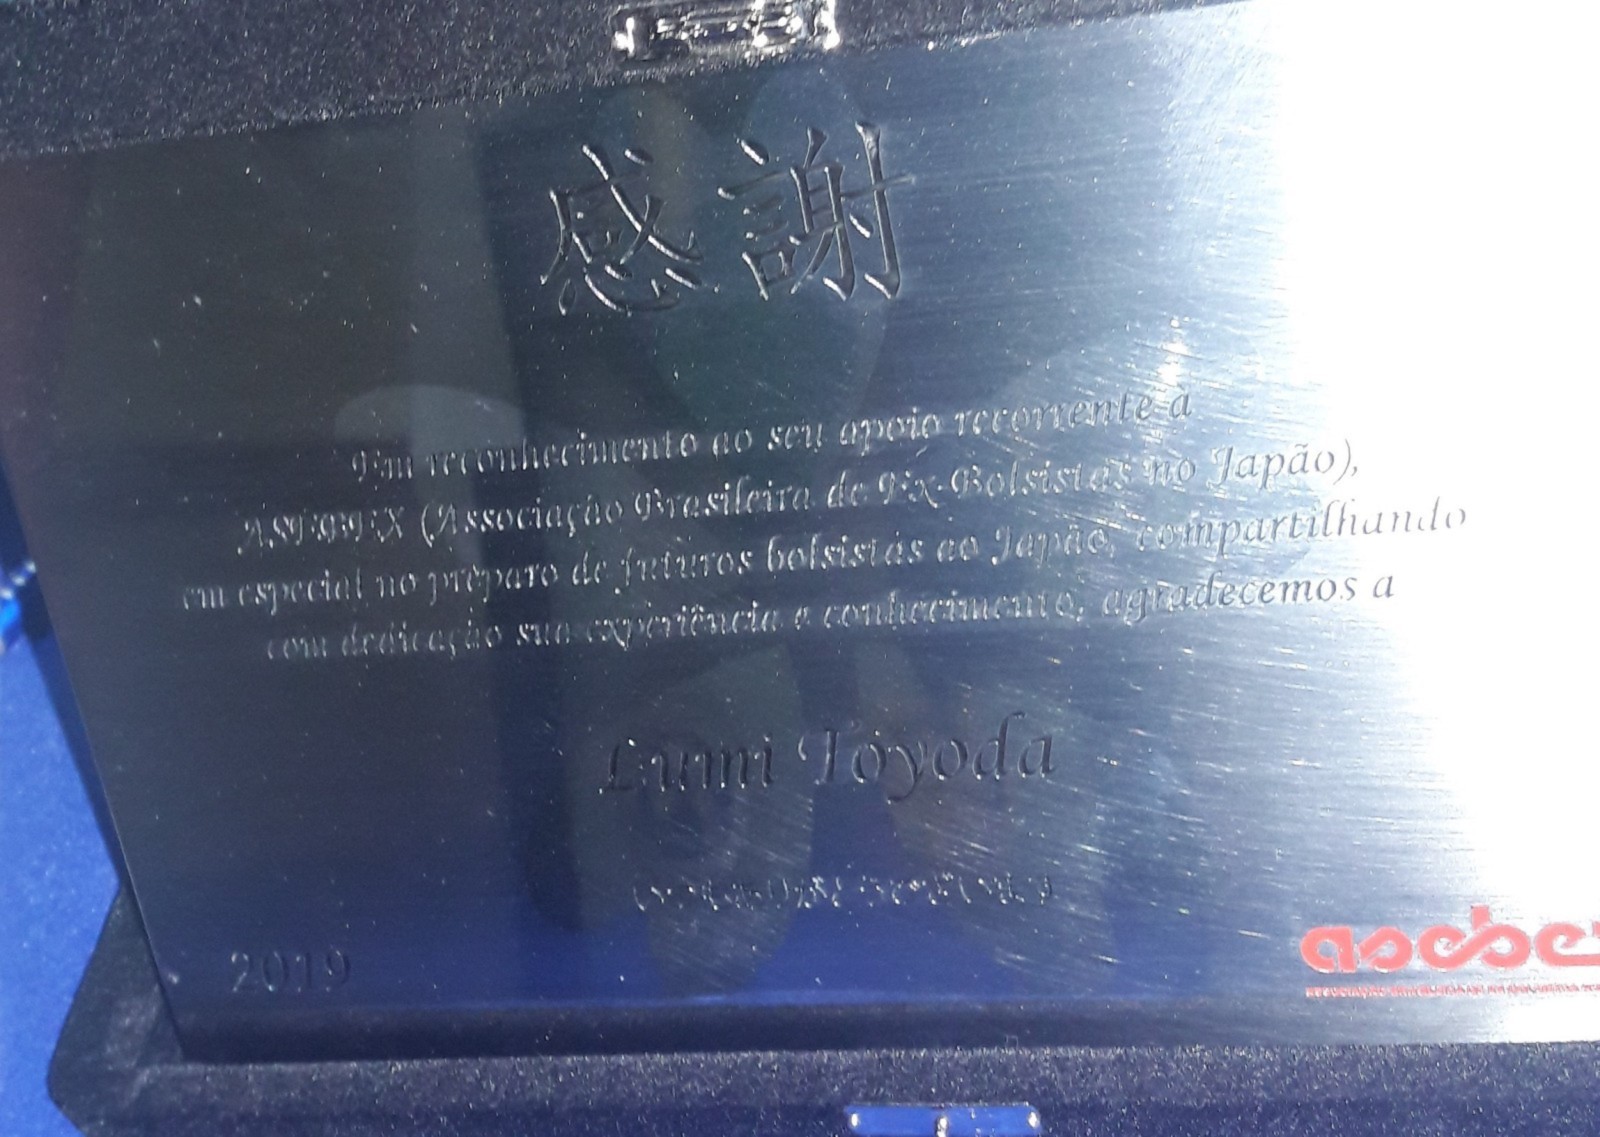 感謝
Em reconhecimento ao seu apoio recorrente a
ASEBEX (Associação Brasileira de Ex-Bolsistas no Japão),
em especial no preparo de futuros bolsistas ao Japão, compartilhando
com dedicação sua experiência e conhecimento, agradecemos a
Lumi Toyoda
2019
asebe